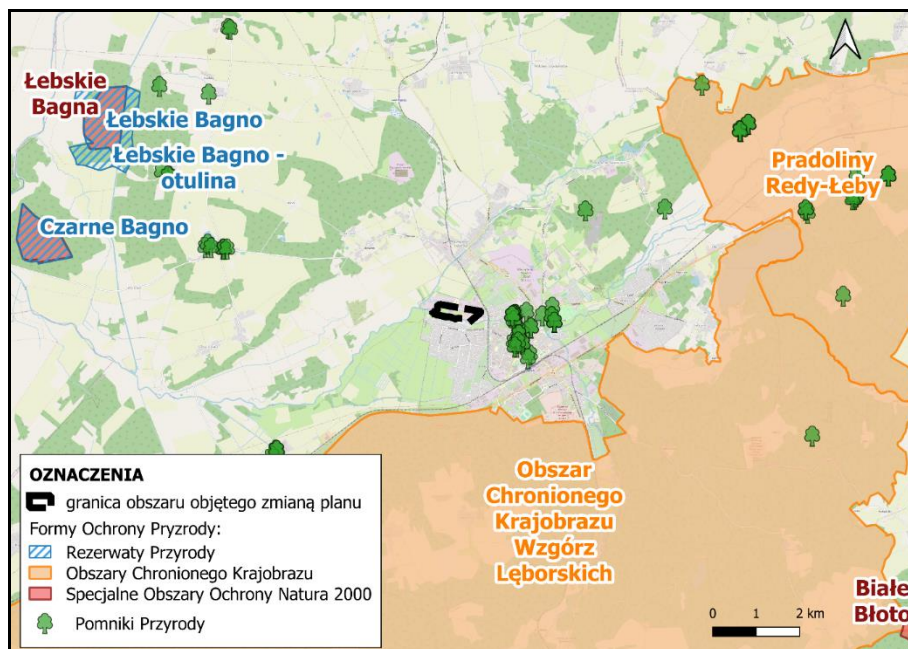 Łebskie
Bagna
Łebskie Bagno
Łebskie Bagno -
otulina
Czarne Bagno
Pradoliny
Redy-Łeby
Obszar
Chronionego
Krajobrazu
Wzgórz
Lęborskich
Białe
Błoto
OZNACZENIA
granica obszaru objętego zmianą planu
Formy Ochrony Pryzrody:
Rezerwaty Przyrody
Obszary Chronionego Krajobrazu
Specjalne Obszary Ochrony Natura 2000
Pomniki Przyrody
0 1 2 km